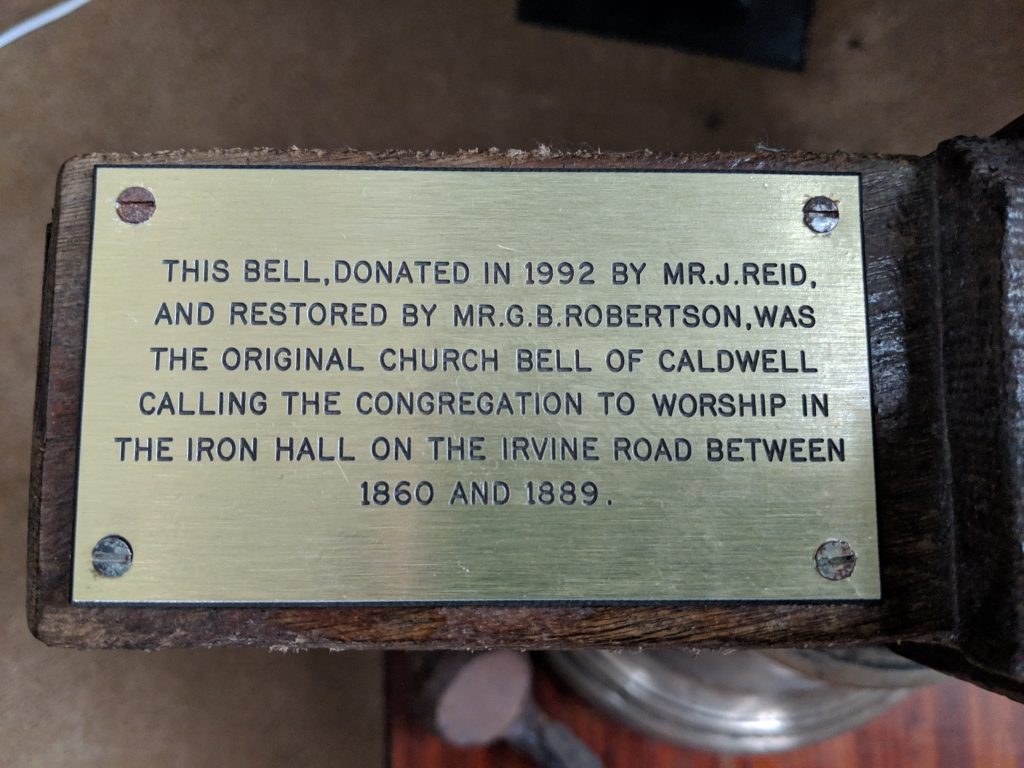 THIS BELL,DONATED IN 1992 BY MR.J.REID,
AND RESTORED BY MR.G.B.ROBERTSON,WAS
THE ORIGINAL CHURCH BELL OF CALDWELL
CALLING THE CONGREGATION TO WORSHIP IN
THE IRON HALL ON THE IRVINE ROAD BETWEEN
1860 AND 1889.